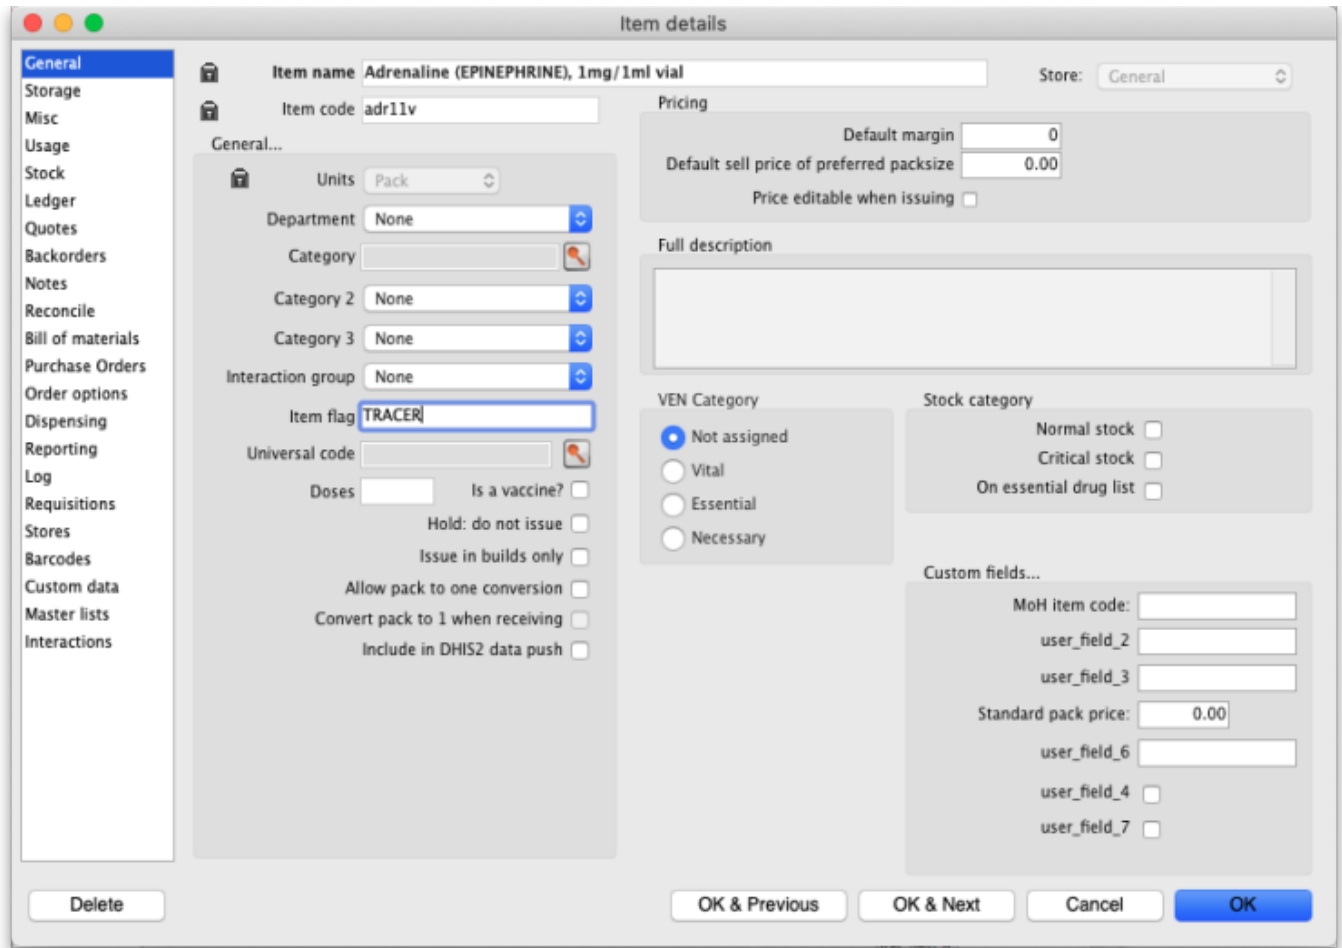 Item details
General
Storage
Misc
Usage
Stock
Ledger
Quotes
Backorders
Notes
Reconcile
Bill of materials
Purchase Orders
Order options
Dispensing
Reporting
Log
Requisitions
Stores
Barcodes
Custom data
Master lists
Interactions
Item name Adrenaline (EPINEPHRINE), 1mg/1ml vial
Store: General
Item code adr11v
General...
Units Pack
Department None
Category
Category 2 None
Category 3 None
Interaction group None
Item flag TRACER
Universal code
Doses Is a vaccine?
Hold: do not issue
Issue in builds only
Allow pack to one conversion
Convert pack to 1 when receiving
Include in DHIS2 data push
Pricing
Default margin 0
Default sell price of preferred packsize 0.00
Price editable when issuing
Full description
VEN Category
Not assigned
Vital
Essential
Necessary
Stock category
Normal stock
Critical stock
On essential drug list
Custom fields...
MoH item code:
user_field_2
user_field_3
Standard pack price: 0.00
user_field_6
user_field_4
user_field_7
Delete
OK & Previous
OK & Next
Cancel
OK